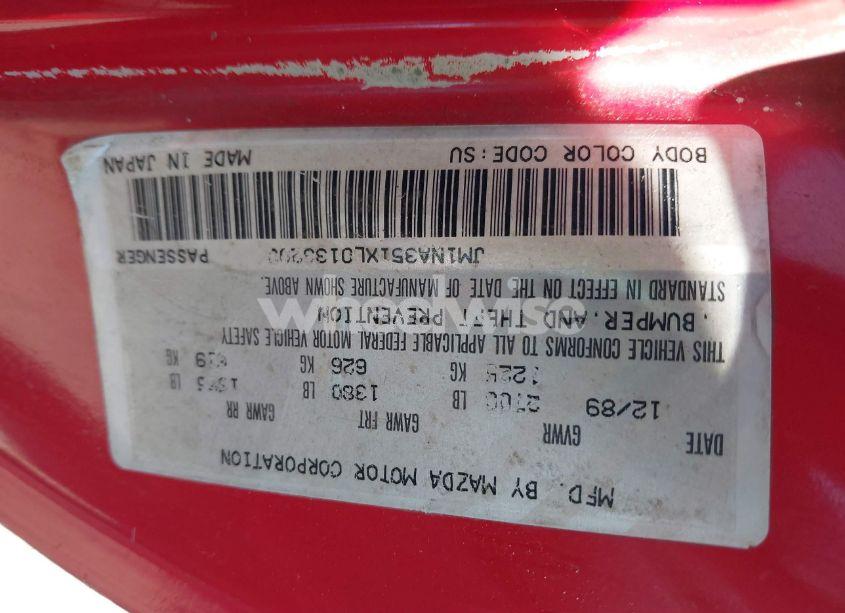 MFD. BY MAZDA MOTOR CORPORATION
DATE GVWR GAWR FRT GAWR RR
12/89 LB 1380 LB LB
1225 KG 626 KG KG
THIS VEHICLE CONFORMS TO ALL APPLICABLE FEDERAL MOTOR VEHICLE SAFETY
. BUMPER.AND THEFT PREVENTION
STANDARD IN EFFECT ON THE DATE OF MANUFACTURE SHOWN ABOVE.
PASSENGER
BODY COLOR CODE:SU MADE IN JAPAN
wheelwise